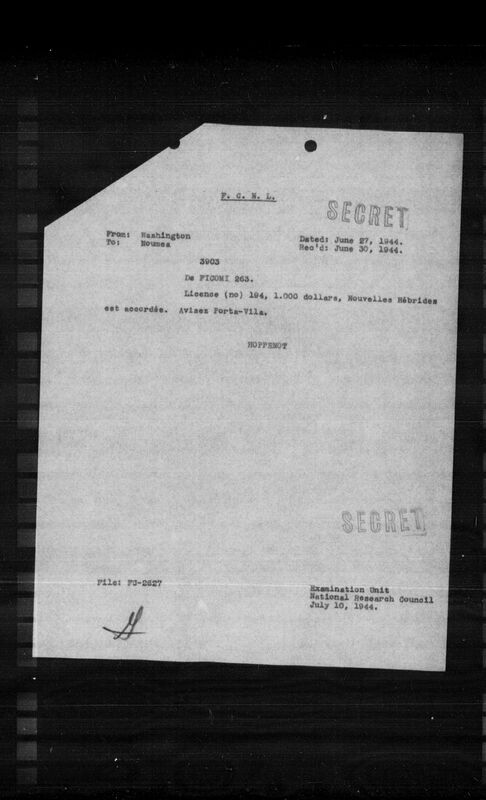 F. C. N. L.
SECRET
From: Washington
To: Noumea
Dated: June 27, 1944.
Rec'd: June 30, 1944.
3903
De FICOMI 263.
Licence (no) 194, 1.000 dollars, Nouvelles Hébrides
est accordée. Avisez Porta-Vila.
HOPPENOT
SECRET
File: FC-2627
Examination Unit
National Research Council
July 10, 1944.